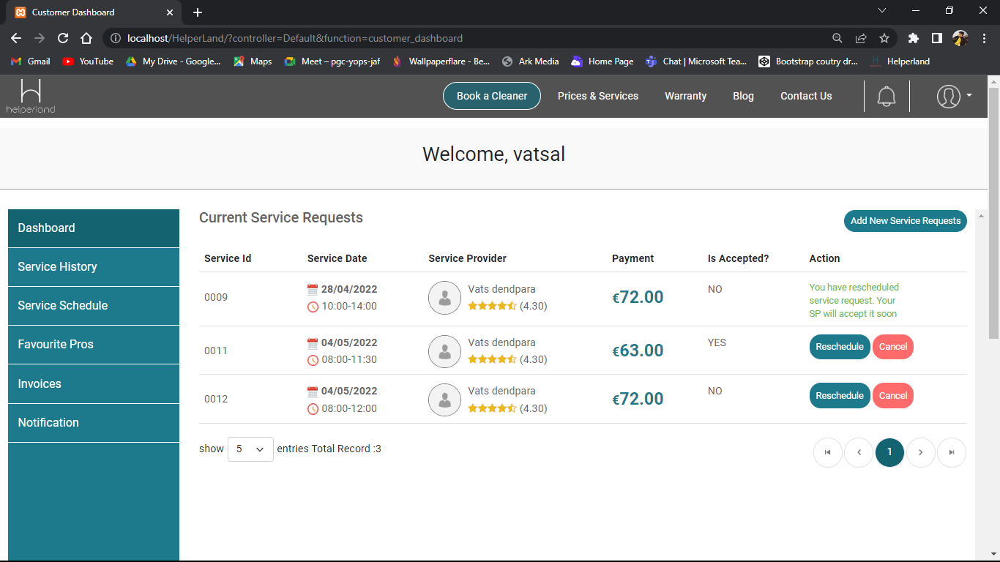 Customer Dashboard
localhost/HelperLand/?controller=Default&function=customer_dashboard
Gmail YouTube My Drive - Google... Maps Meet – pgc-yops-jaf Wallpaperflare - Be... Ark Media Home Page Chat | Microsoft Tea... Bootstrap coutry dr... Helperland
helperland
Book a Cleaner Prices & Services Warranty Blog Contact Us
Welcome, vatsal
Dashboard
Service History
Service Schedule
Favourite Pros
Invoices
Notification
Current Service Requests Add New Service Requests
Service Id Service Date Service Provider Payment Is Accepted? Action
0009 28/04/2022 10:00-14:00 Vats dendpara (4.30) €72.00 NO
You have rescheduled
service request. Your
SP will accept it soon
0011 04/05/2022 08:00-11:30 Vats dendpara (4.30) €63.00 YES Reschedule Cancel
0012 04/05/2022 08:00-12:00 Vats dendpara (4.30) €72.00 NO Reschedule Cancel
show 5 entries Total Record :3 1